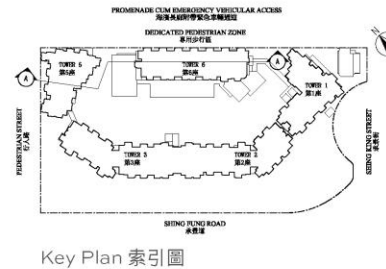 PROMENADE CUM EMERGENCY VEHICULAR ACCESS
海濱長廊附帶緊急車輛通道
DEDICATED PEDESTRIAN ZONE
專用步行區
N
TOWER 5
第5座
TOWER 6
第6座
TOWER 1
第1座
A
A
PEDESTRIAN STREET
行人路
SHING KING STREET
承景街
TOWER 3
第3座
TOWER 2
第2座
SHING FUNG ROAD
承豐道
Key Plan 索引圖